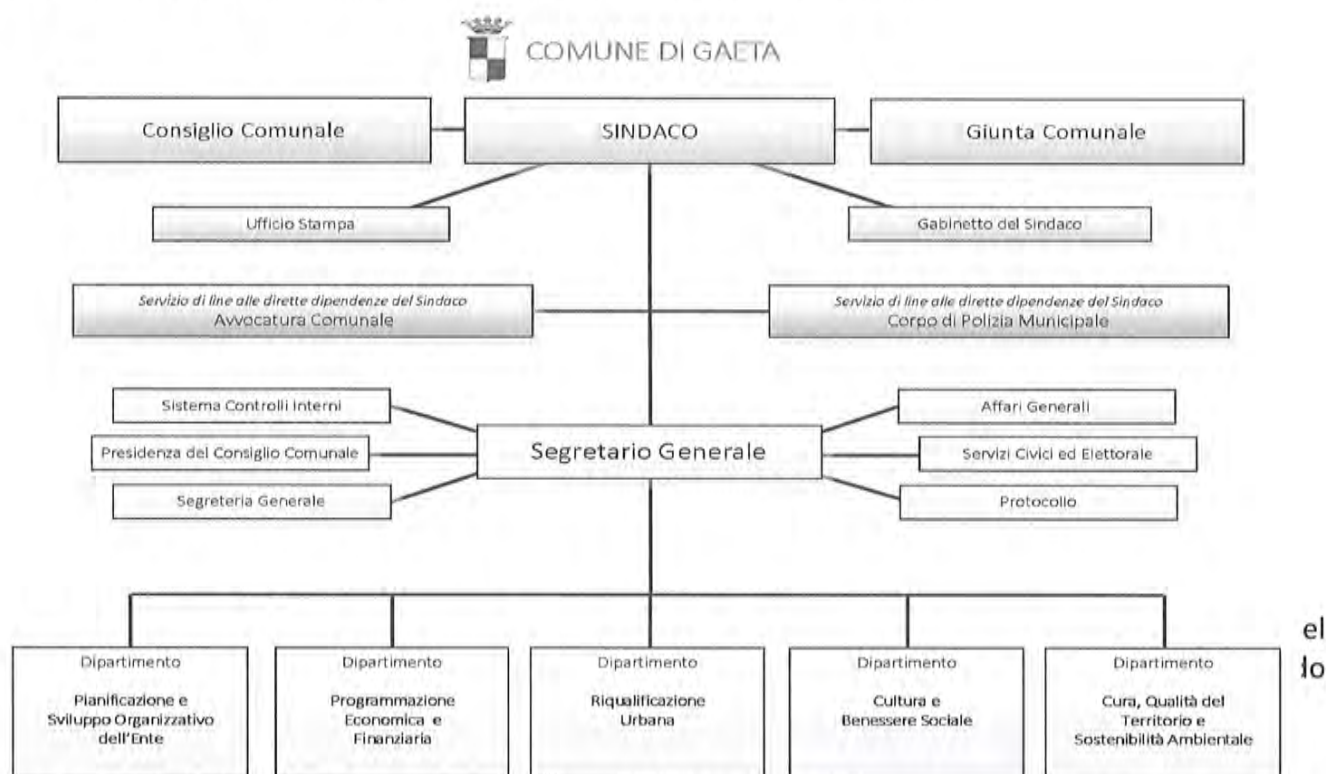 COMUNE DI GAETA
Consiglio Comunale
SINDACO
Giunta Comunale
Ufficio Stampa
Gabinetto del Sindaco
Servizio di line alle dirette dipendenze del Sindaco
Avvocatura Comunale
Servizio di line alle dirette dipendenze del Sindaco
Corpo di Polizia Municipale
Sistema Controlli Interni
Affari Generali
Segretario Generale
Presidenza del Consiglio Comunale
Servizi Civici ed Elettorale
Segreteria Generale
Protocollo
Dipartimento
Pianificazione e
Sviluppo Organizzativo
dell'Ente
Dipartimento
Programmazione
Economica e
Finanziaria
Dipartimento
Riqualificazione
Urbana
Dipartimento
Cultura e
Benessere Sociale
Dipartimento
Cura, Qualità del
Territorio e
Sostenibilità Ambientale
el
do